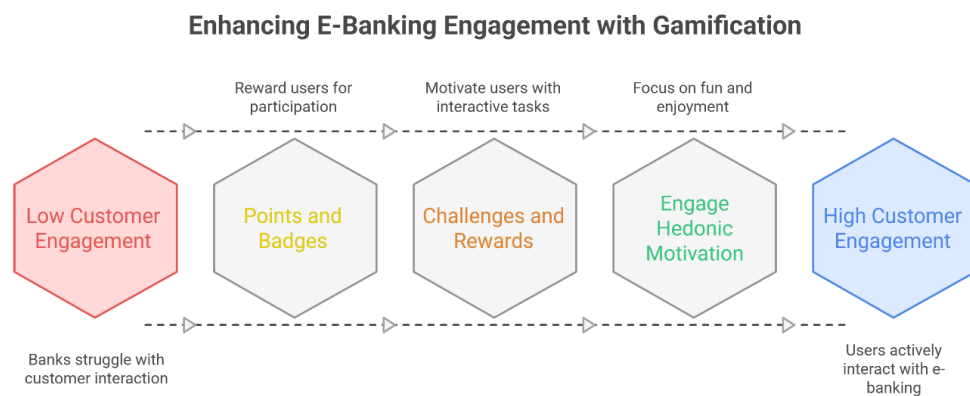 Enhancing E-Banking Engagement with Gamification
Reward users for
participation
Motivate users with
interactive tasks
Focus on fun and
enjoyment
Low Customer
Engagement
Points and
Badges
Challenges and
Rewards
Engage
Hedonic
Motivation
High Customer
Engagement
Banks struggle with
customer interaction
Users actively
interact with e-
banking